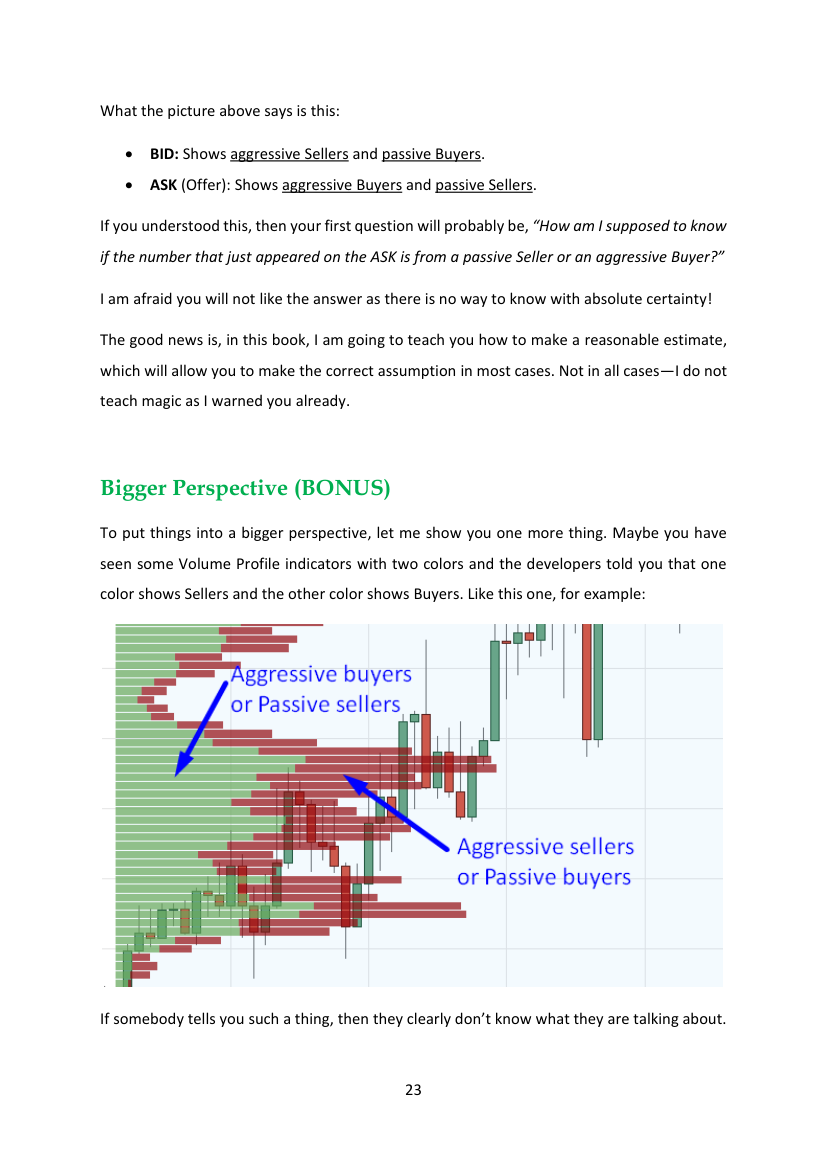 What the picture above says is this:
• BID: Shows aggressive Sellers and passive Buyers.
• ASK (Offer): Shows aggressive Buyers and passive Sellers.
If you understood this, then your first question will probably be, “How am I supposed to know
if the number that just appeared on the ASK is from a passive Seller or an aggressive Buyer?”
I am afraid you will not like the answer as there is no way to know with absolute certainty!
The good news is, in this book, I am going to teach you how to make a reasonable estimate,
which will allow you to make the correct assumption in most cases. Not in all cases—I do not
teach magic as I warned you already.
Bigger Perspective (BONUS)
To put things into a bigger perspective, let me show you one more thing. Maybe you have
seen some Volume Profile indicators with two colors and the developers told you that one
color shows Sellers and the other color shows Buyers. Like this one, for example:
Aggressive buyers
or Passive sellers
Aggressive sellers
or Passive buyers
If somebody tells you such a thing, then they clearly don’t know what they are talking about.
23